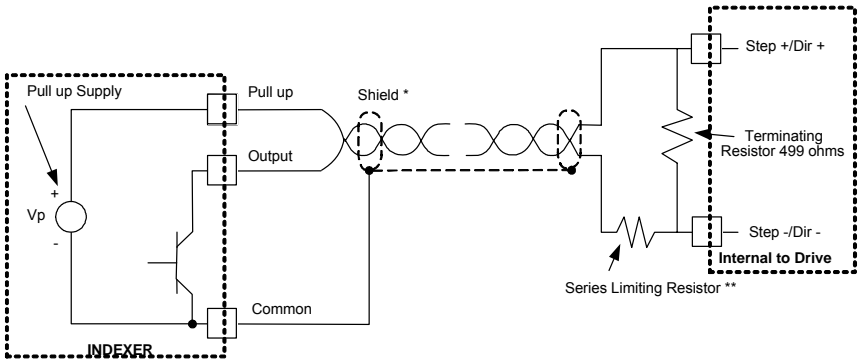 Pull up Supply
+
Vp
-
INDEXER
Pull up
Output
Common
Shield *
Series Limiting Resistor **
Step +/Dir +
Terminating
Resistor 499 ohms
Step -/Dir -
Internal to Drive